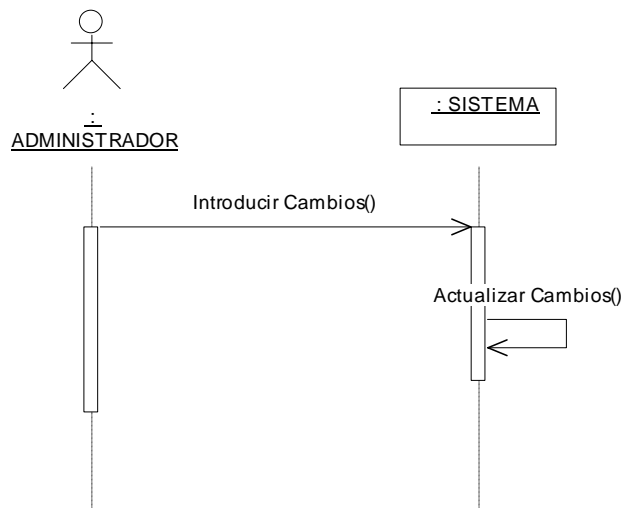 :
ADMINISTRADOR
: SISTEMA
Introducir Cambios()
Actualizar Cambios()